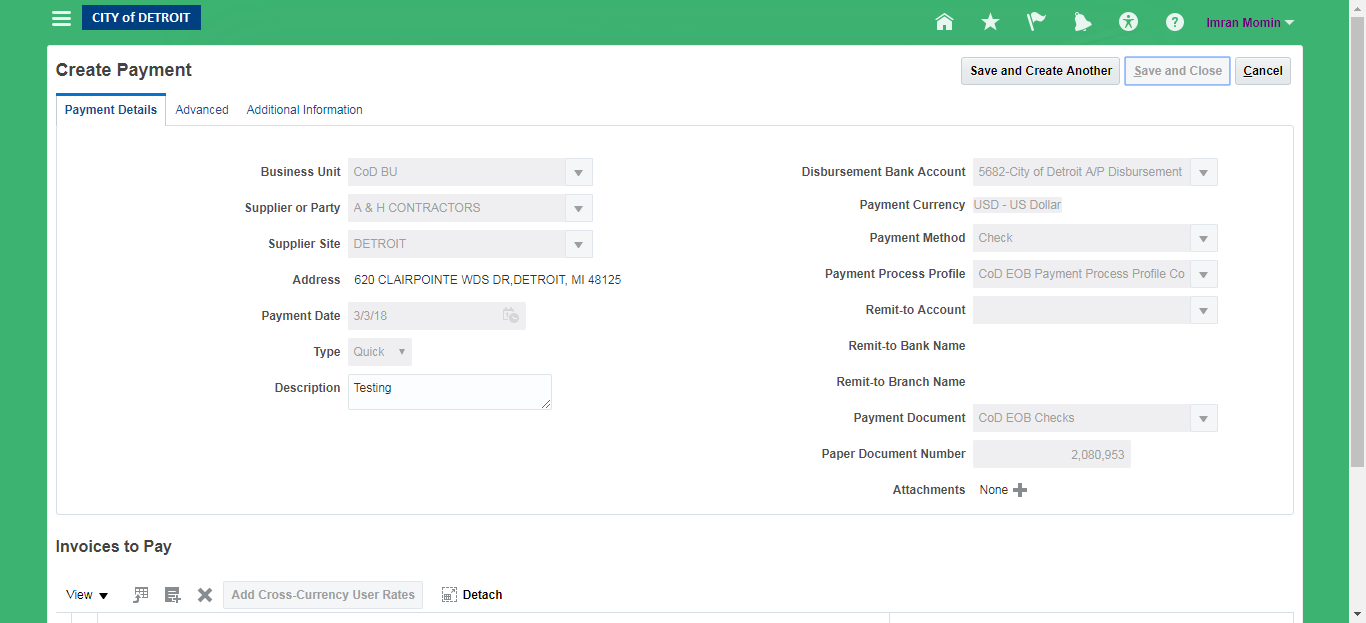 CITY of DETROIT
Imran Momin
Create Payment
Save and Create Another
Save and Close
Cancel
Payment Details
Advanced
Additional Information
Business Unit
CoD BU
Supplier or Party
A & H CONTRACTORS
Supplier Site
DETROIT
Address
620 CLAIRPOINTE WDS DR,DETROIT, MI 48125
Payment Date
3/3/18
Type
Quick
Description
Testing
Disbursement Bank Account
5682-City of Detroit A/P Disbursement
Payment Currency
USD - US Dollar
Payment Method
Check
Payment Process Profile
CoD EOB Payment Process Profile Co
Remit-to Account
Remit-to Bank Name
Remit-to Branch Name
Payment Document
CoD EOB Checks
Paper Document Number
2,080,953
Attachments
None
Invoices to Pay
View
Add Cross-Currency User Rates
Detach